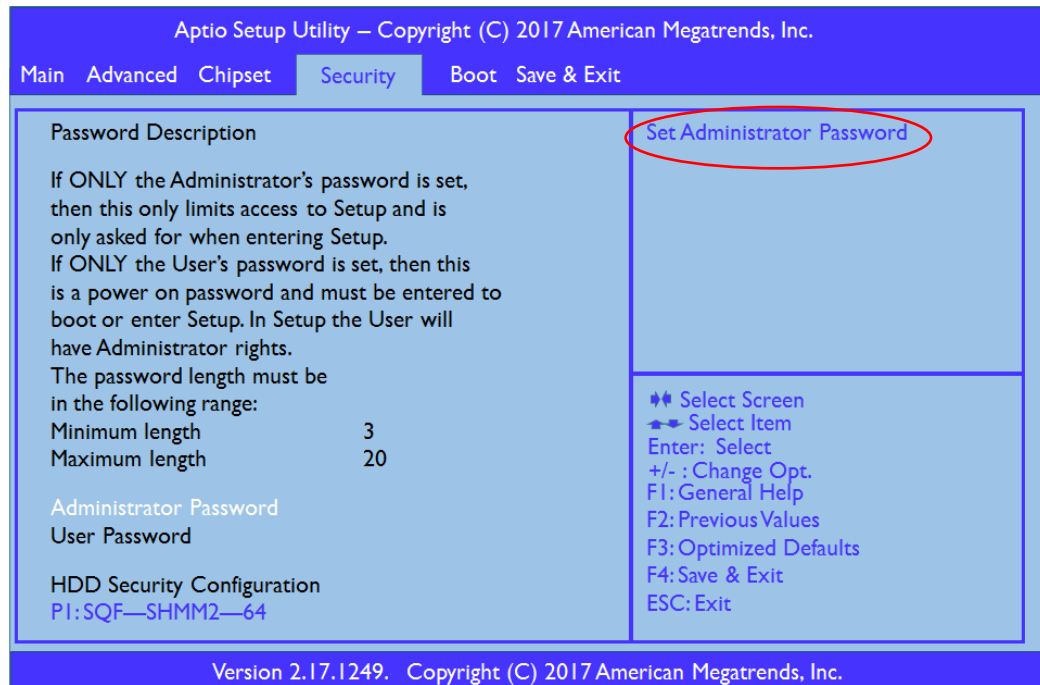 Aptio Setup Utility – Copyright (C) 2017 American Megatrends, Inc.
Main Advanced Chipset Security Boot Save & Exit
Password Description
If ONLY the Administrator's password is set,
then this only limits access to Setup and is
only asked for when entering Setup.
If ONLY the User's password is set, then this
is a power on password and must be entered to
boot or enter Setup. In Setup the User will
have Administrator rights.
The password length must be
in the following range:
Minimum length 3
Maximum length 20
Administrator Password
User Password
HDD Security Configuration
P1: SQF—SHMM2—64
Set Administrator Password
Select Screen
Select Item
Enter: Select
+/- : Change Opt.
F1: General Help
F2: Previous Values
F3: Optimized Defaults
F4: Save & Exit
ESC: Exit
Version 2.17.1249. Copyright (C) 2017 American Megatrends, Inc.